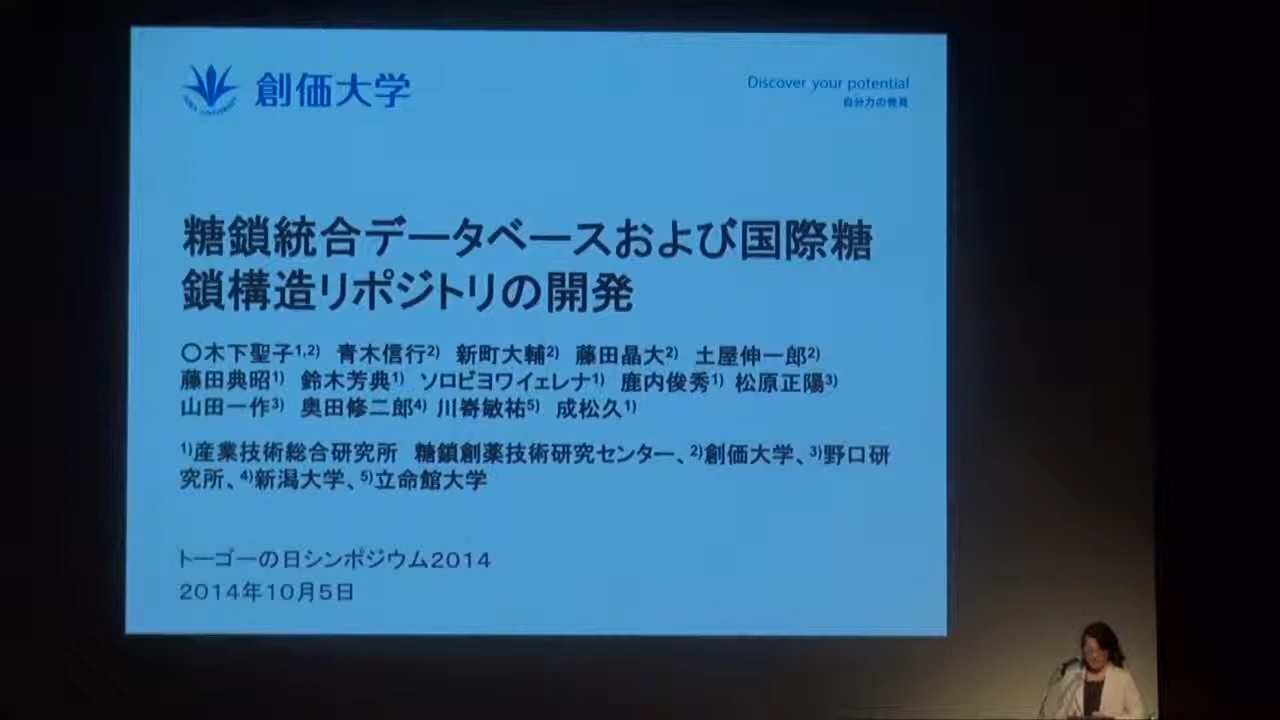 創価大学
Discover your potential
自分力の発見
糖鎖統合データベースおよび国際糖
鎖構造リポジトリの開発
〇木下聖子1,2) 青木信行2) 新町大輔2) 藤田晶大2) 土屋伸一郎2)
藤田典昭1) 鈴木芳典1) ソロビヨワイェレナ1) 鹿内俊秀1) 松原正陽3)
山田一作3) 奥田修二郎4) 川嵜敏祐5) 成松久1)
1)産業技術総合研究所 糖鎖創薬技術研究センター、2)創価大学、3)野口研
究所、4)新潟大学、5)立命館大学
トーゴーの日シンポジウム2014
2014年10月5日